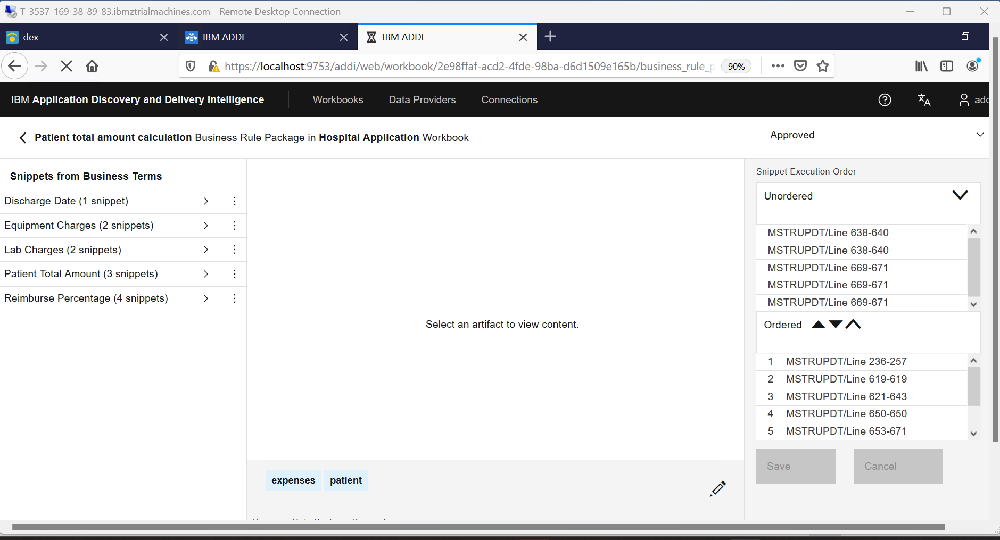 T-3537-169-38-89-83.ibmztrialmachines.com - Remote Desktop Connection
dex
IBM ADDI
IBM ADDI
https://localhost:9753/addi/web/workbook/2e98ffaf-acd2-4fde-98ba-d6d1509e165b/business_rule_p
90%
IBM Application Discovery and Delivery Intelligence
Workbooks
Data Providers
Connections
add
Patient total amount calculation Business Rule Package in Hospital Application Workbook
Approved
Snippets from Business Terms
Discharge Date (1 snippet)
Equipment Charges (2 snippets)
Lab Charges (2 snippets)
Patient Total Amount (3 snippets)
Reimburse Percentage (4 snippets)
Select an artifact to view content.
expenses
patient
Snippet Execution Order
Unordered
MSTRUPDT/Line 638-640
MSTRUPDT/Line 638-640
MSTRUPDT/Line 669-671
MSTRUPDT/Line 669-671
MSTRUPDT/Line 669-671
Ordered
1 MSTRUPDT/Line 236-257
2 MSTRUPDT/Line 619-619
3 MSTRUPDT/Line 621-643
4 MSTRUPDT/Line 650-650
5 MSTRUPDT/Line 653-671
Save
Cancel